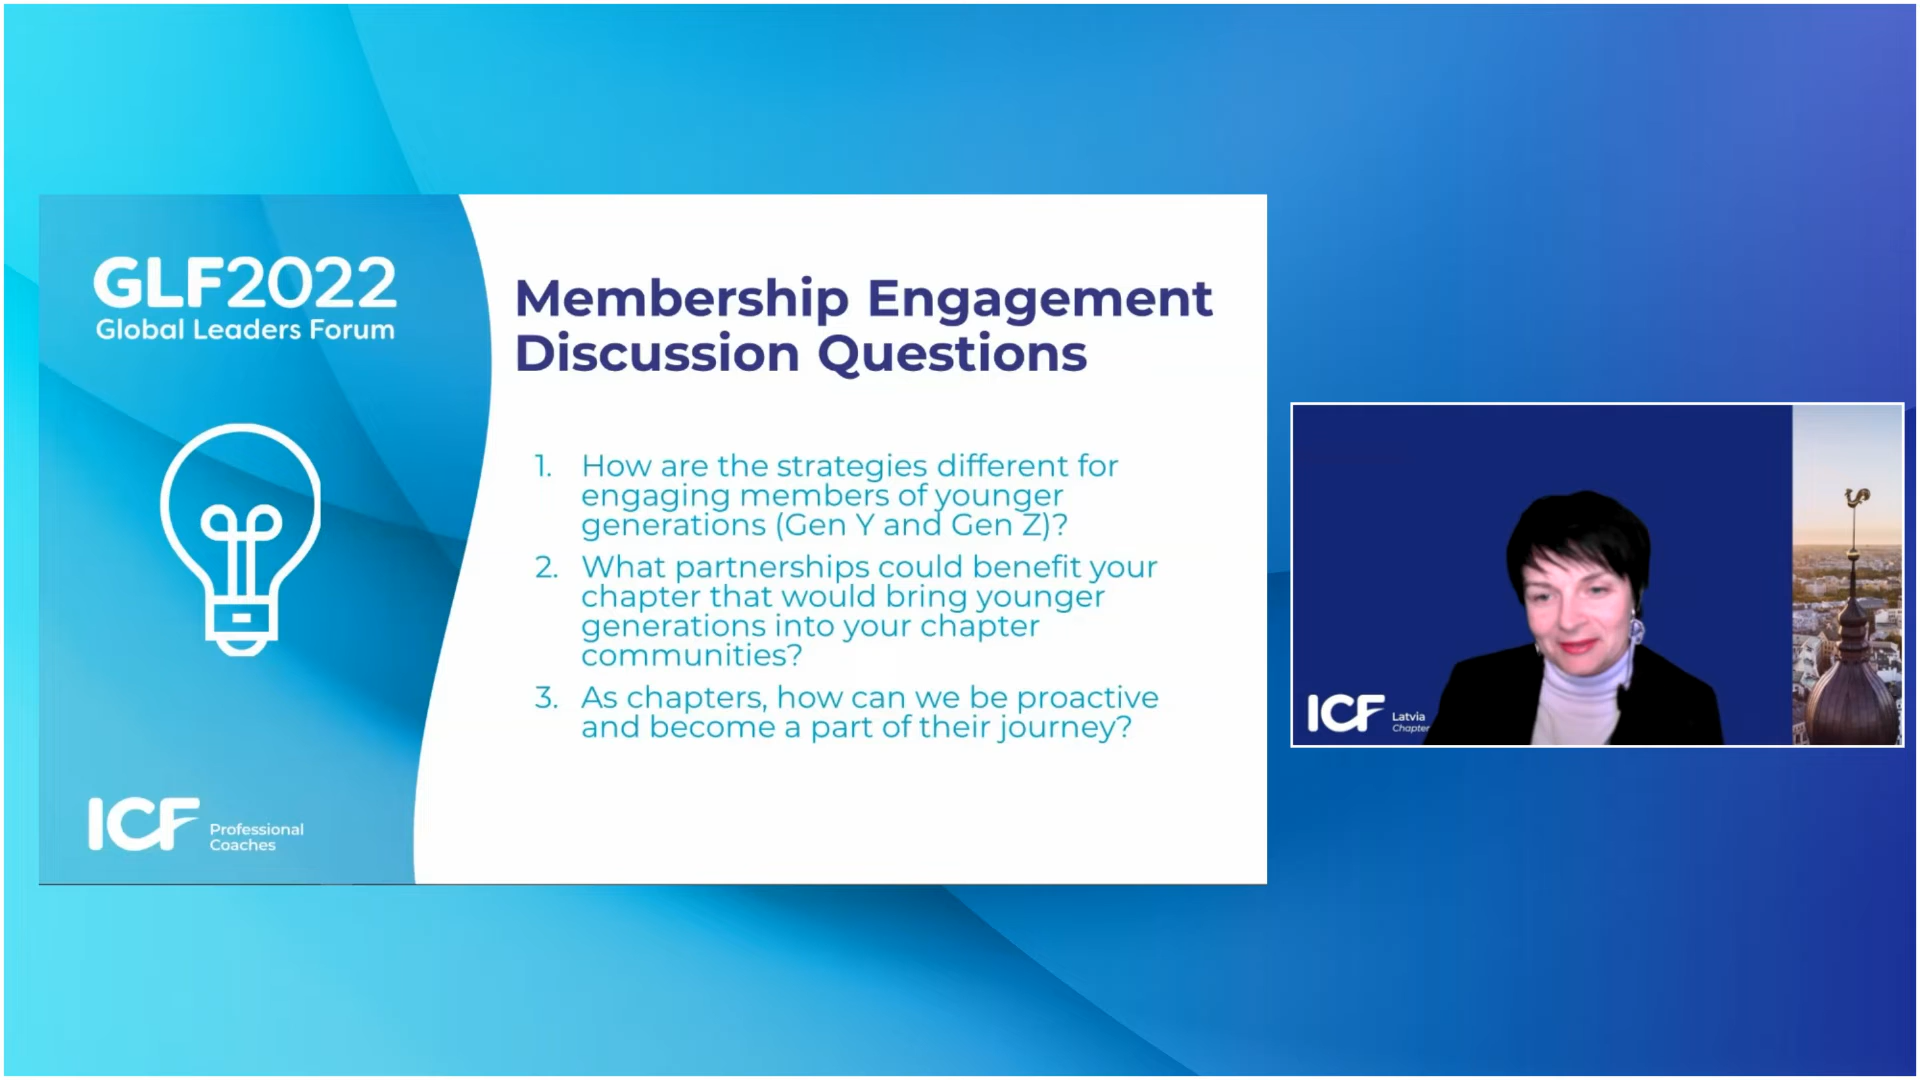 GLF2022
Global Leaders Forum
Membership Engagement
Discussion Questions
1. How are the strategies different for
engaging members of younger
generations (Gen Y and Gen Z)?
2. What partnerships could benefit your
chapter that would bring younger
generations into your chapter
communities?
3. As chapters, how can we be proactive
and become a part of their journey?
ICF Professional
Coaches
ICF Latvia
Chapter